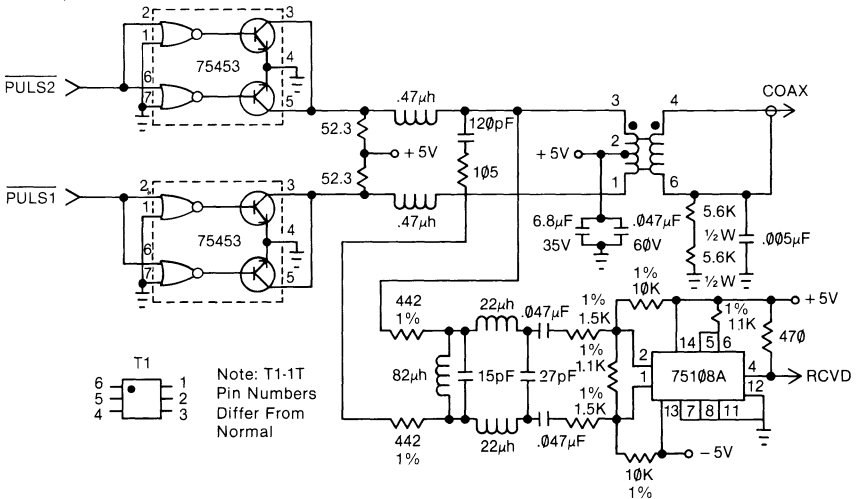 2
1
3
75453
4
PULS2
6
7
5
.47µh
COAX
3
4
120pF
52.3
+5V
2
+5V
105
52.3
1
6
2
1
3
PULS1
.47µh
75453
4
6.8µF
35V
.047µF
60V
5.6K
½W
5.6K
½W
.005µF
6
7
5
442
1%
22µh
.047µF
1%
1.5K
1%
10K
+5V
1%
1.1K
470
14
5
6
82µh
15pF
27pF
1%
1.1K
2
1
75108A
4
RCVD
12
1%
1.5K
13
7
8
11
442
1%
22µh
.047µF
10K
1%
-5V
T1
6
5
4
1
2
3
Note: T1-1T
Pin Numbers
Differ From
Normal